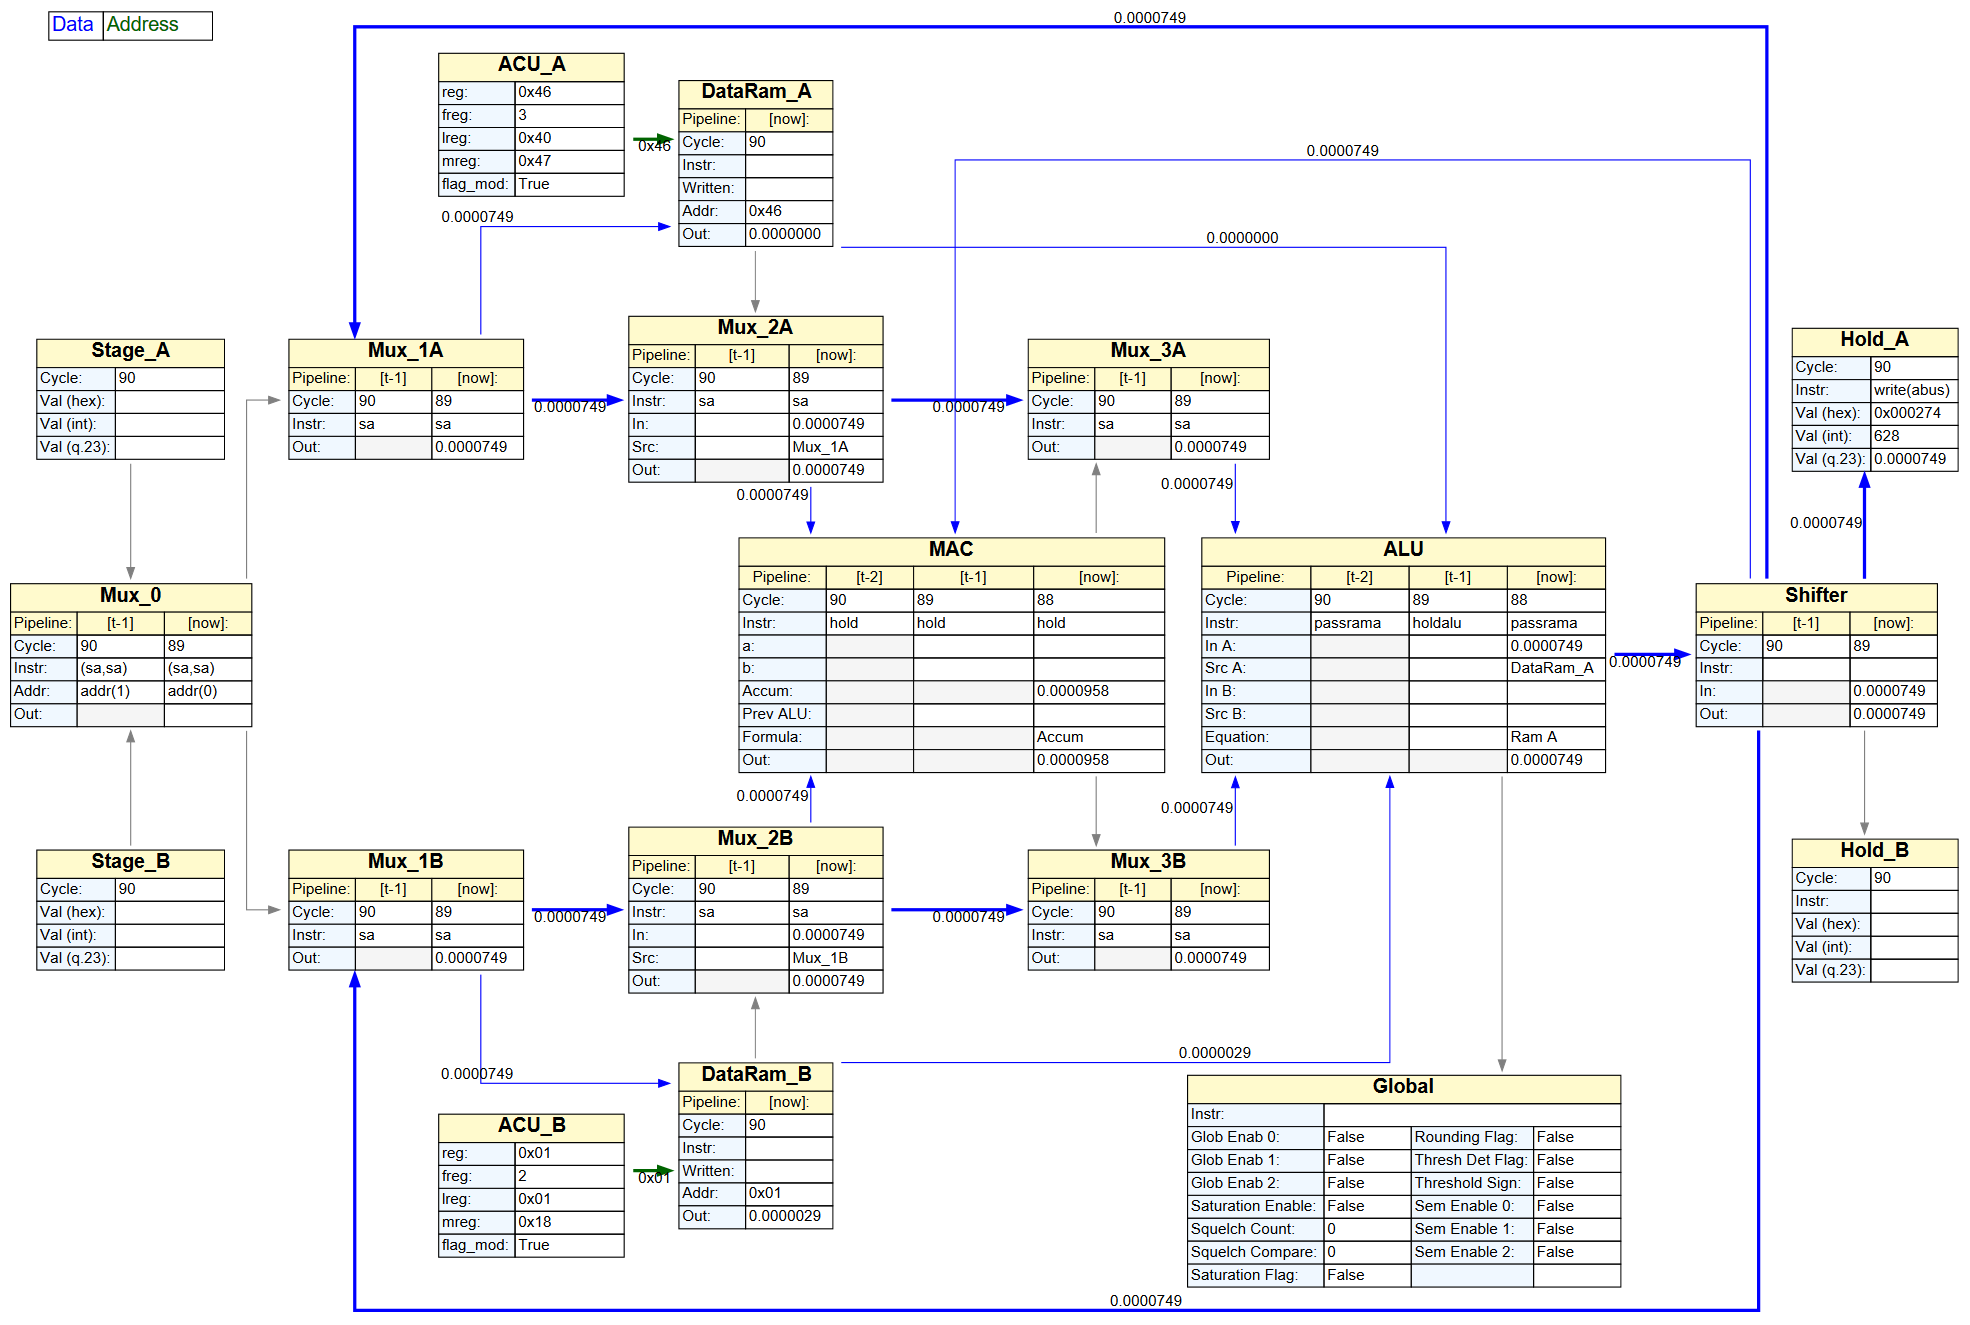 Data Address
0.0000749
ACU_A
reg: 0x46
freg: 3
lreg: 0x40
mreg: 0x47
flag_mod: True
0x46
DataRam_A
Pipeline: [now]:
Cycle: 90
Instr:
Written:
Addr: 0x46
Out: 0.0000000
0.0000749
0.0000749
0.0000000
Stage_A
Cycle: 90
Val (hex):
Val (int):
Val (q.23):
Mux_1A
Pipeline: [t-1] [now]:
Cycle: 90 89
Instr: sa sa
Out: 0.0000749
0.0000749
Mux_2A
Pipeline: [t-1] [now]:
Cycle: 90 89
Instr: sa sa
In: 0.0000749
Src: Mux_1A
Out: 0.0000749
0.0000749
0.0000749
Mux_3A
Pipeline: [t-1] [now]:
Cycle: 90 89
Instr: sa sa
Out: 0.0000749
0.0000749
Hold_A
Cycle: 90
Instr: write(abus)
Val (hex): 0x000274
Val (int): 628
Val (q.23): 0.0000749
0.0000749
Mux_0
Pipeline: [t-1] [now]:
Cycle: 90 89
Instr: (sa,sa) (sa,sa)
Addr: addr(1) addr(0)
Out:
MAC
Pipeline: [t-2] [t-1] [now]:
Cycle: 90 89 88
Instr: hold hold hold
a:
b:
Accum: 0.0000958
Prev ALU:
Formula: Accum
Out: 0.0000958
ALU
Pipeline: [t-2] [t-1] [now]:
Cycle: 90 89 88
Instr: passrama holdalu passrama
In A: 0.0000749
Src A: DataRam_A
In B:
Src B:
Equation: Ram A
Out: 0.0000749
0.0000749
Shifter
Pipeline: [t-1] [now]:
Cycle: 90 89
Instr:
In: 0.0000749
Out: 0.0000749
0.0000749
0.0000749
Stage_B
Cycle: 90
Val (hex):
Val (int):
Val (q.23):
Mux_1B
Pipeline: [t-1] [now]:
Cycle: 90 89
Instr: sa sa
Out: 0.0000749
0.0000749
Mux_2B
Pipeline: [t-1] [now]:
Cycle: 90 89
Instr: sa sa
In: 0.0000749
Src: Mux_1B
Out: 0.0000749
0.0000749
Mux_3B
Pipeline: [t-1] [now]:
Cycle: 90 89
Instr: sa sa
Out: 0.0000749
Hold_B
Cycle: 90
Instr:
Val (hex):
Val (int):
Val (q.23):
0.0000749
0.0000029
DataRam_B
Pipeline: [now]:
Cycle: 90
Instr:
Written:
Addr: 0x01
Out: 0.0000029
ACU_B
reg: 0x01
freg: 2
lreg: 0x01
mreg: 0x18
flag_mod: True
0x01
Global
Instr:
Glob Enab 0: False Rounding Flag: False
Glob Enab 1: False Thresh Det Flag: False
Glob Enab 2: False Threshold Sign: False
Saturation Enable: False Sem Enable 0: False
Squelch Count: 0 Sem Enable 1: False
Squelch Compare: 0 Sem Enable 2: False
Saturation Flag: False
0.0000749